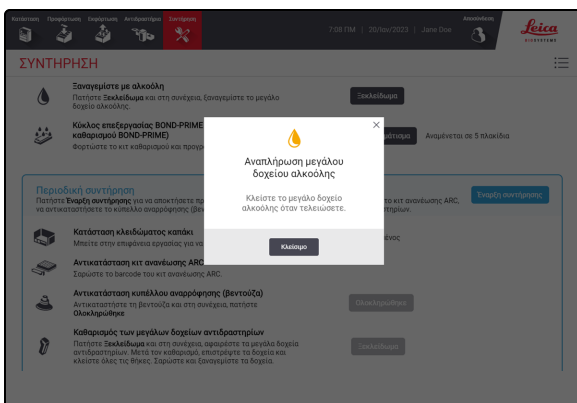 Κατάσταση Προφόρτωση Εκφόρτωση Αντιδραστήρια Συντήρηση
7:08 ΠΜ | 20/Ιαν/2023 | Jane Doe
Αποσύνδεση
Leica
BIOSYSTEMS
ΣΥΝΤΗΡΗΣΗ
Ξαναγεμίστε με αλκοόλη
Πατήστε Ξεκλείδωμα και στη συνέχεια, ξαναγεμίστε το μεγάλο
δοχείο αλκοόλης.
Ξεκλείδωμα
Κύκλος επεξεργασίας BOND-PRIME
καθαρισμού BOND-PRIME)
Φορτώστε το κιτ καθαρισμού και
Αναμένεται σε 5 πλακίδια
Αναπλήρωση μεγάλου
δοχείου αλκοόλης
Κλείστε το μεγάλο δοχείο
αλκοόλης όταν τελειώσετε.
Κλείσιμο
Περιοδική συντήρηση
Πατήστε Έναρξη συντήρησης για να αποκτήσετε
το κιτ ανανέωσης ARC,
να αντικαταστήσετε το κύπελλο αναρρόφησης
Έναρξη συντήρησης
Κατάσταση κλειδώματος καπάκι
Μπείτε στην επιφάνεια εργασίας για να
Αντικατάσταση κιτ ανανέωσης ARC
Σαρώστε το barcode του κιτ ανανέωσης ARC.
Αντικατάσταση κυπέλλου αναρρόφησης (βεντούζα)
Αντικαταστήστε τη βεντούζα και στη συνέχεια, πατήστε
Ολοκληρώθηκε
Ολοκληρώθηκε
Καθαρισμός των μεγάλων δοχείων αντιδραστηρίων
Πατήστε Ξεκλείδωμα και στη συνέχεια, αφαιρέστε τα μεγάλα δοχεία
αντιδραστηρίων. Μετά τον καθαρισμό, επιστρέψτε τα δοχεία και
κλείστε όλες τις θήκες. Σαρώστε και ξαναγεμίστε τα δοχεία.
Ξεκλείδωμα